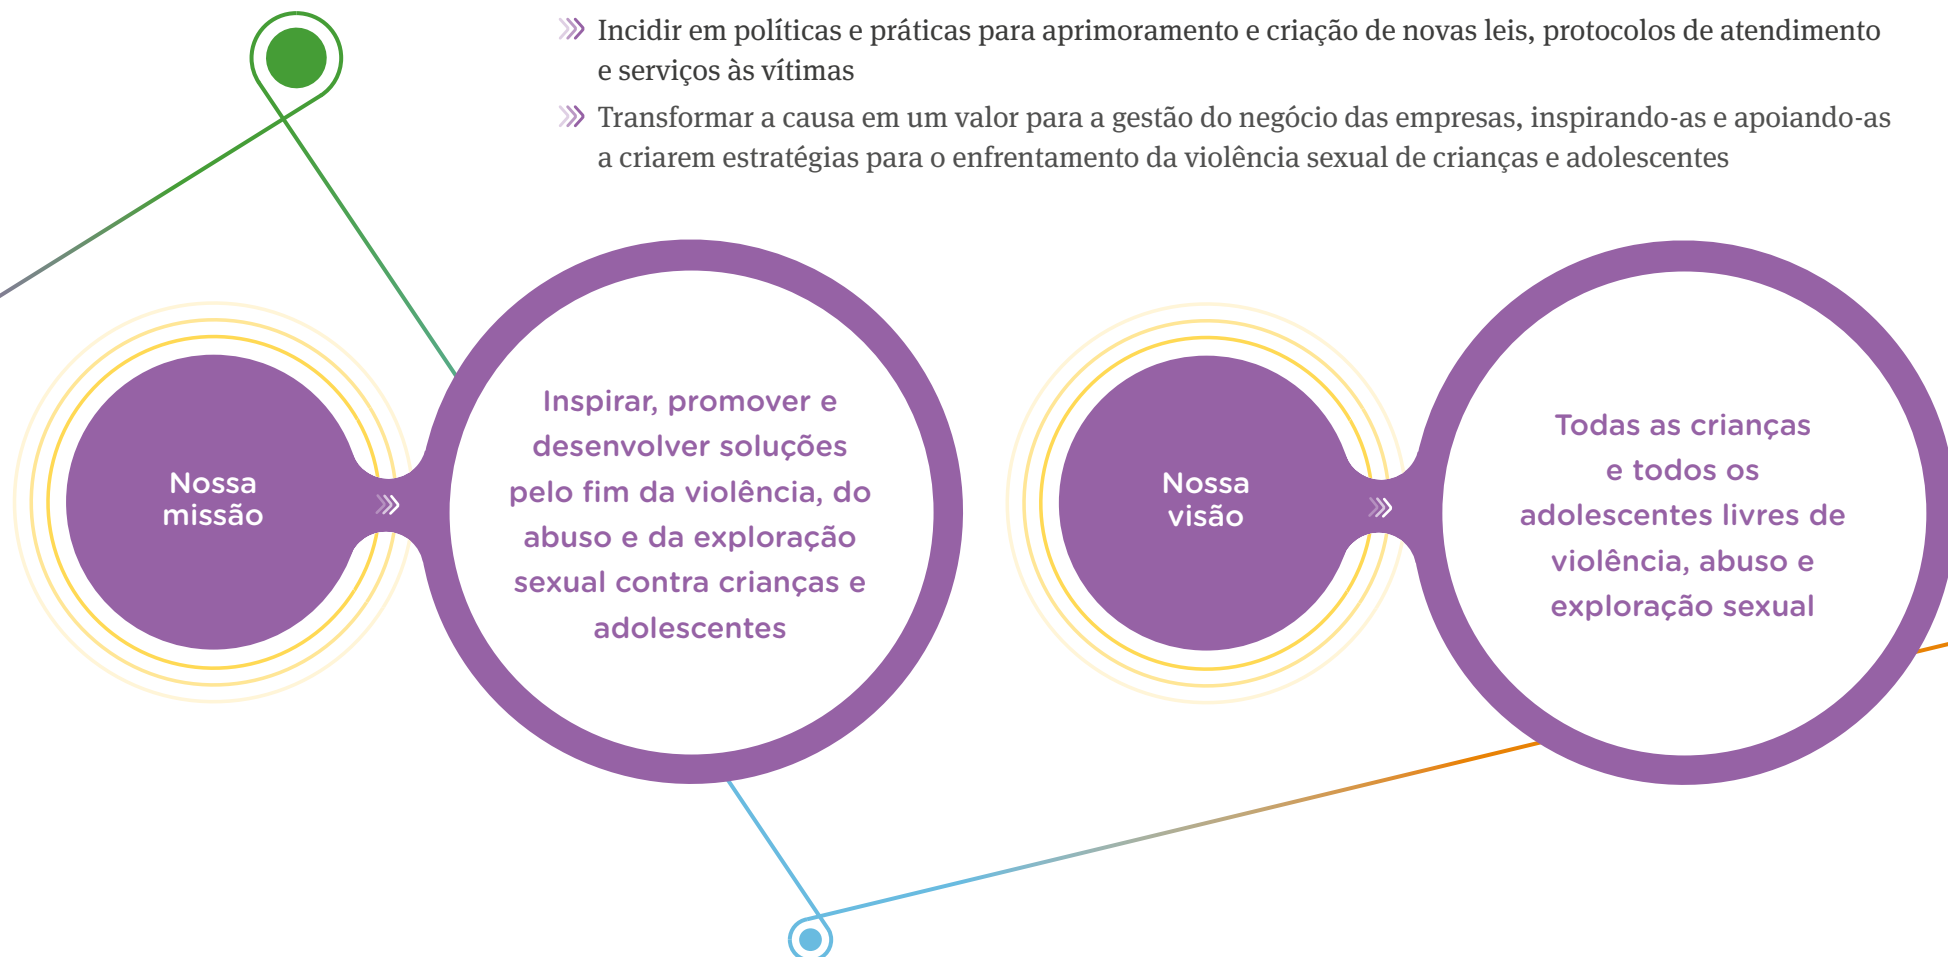 Incidir em políticas e práticas para aprimoramento e criação de novas leis, protocolos de atendimento
e serviços às vítimas
Transformar a causa em um valor para a gestão do negócio das empresas, inspirando-as e apoiando-as
a criarem estratégias para o enfrentamento da violência sexual de crianças e adolescentes
Nossa
missão
Inspirar, promover e
desenvolver soluções
pelo fim da violência, do
abuso e da exploração
sexual contra crianças e
adolescentes
Nossa
visão
Todas as crianças
e todos os
adolescentes livres de
violência, abuso e
exploração sexual